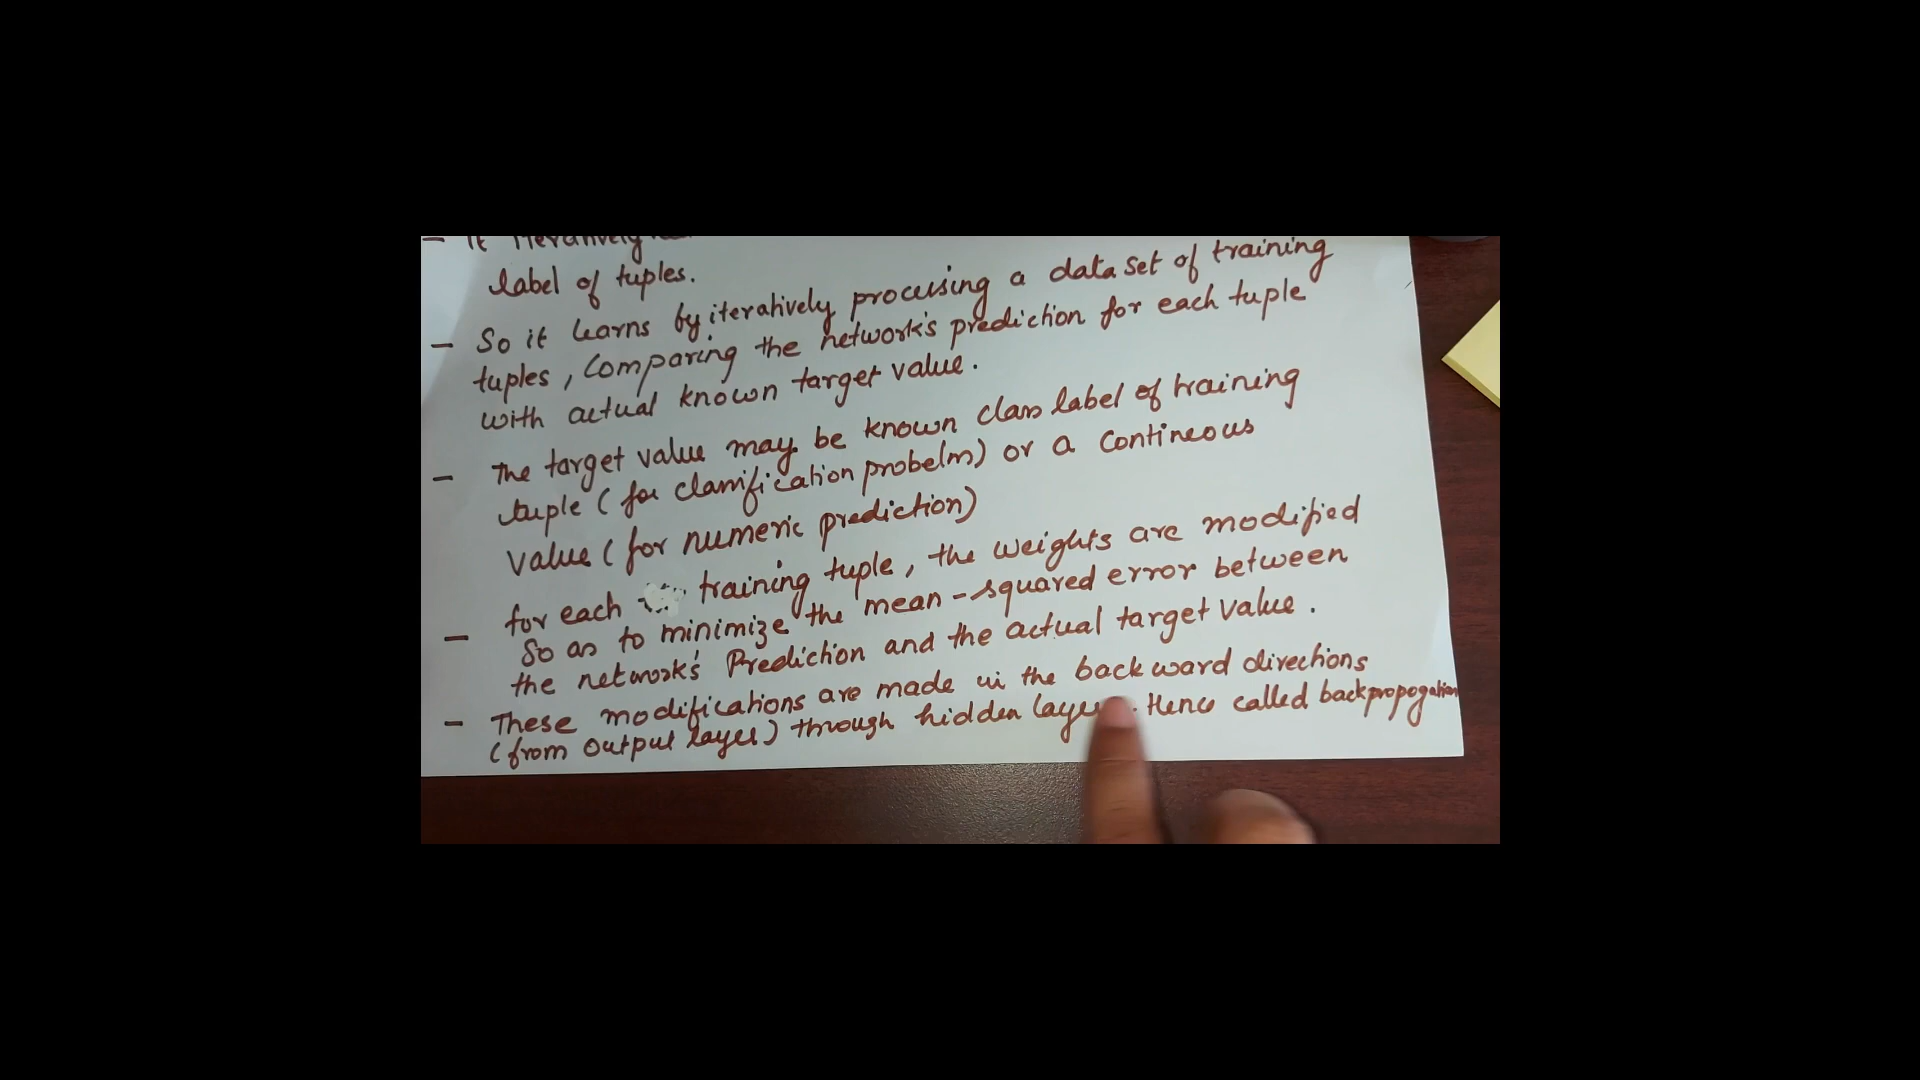 - It iteratively
label of tuples.
- So it learns by iteratively processing a data set of training
tuples, Comparing the network's prediction for each tuple
with actual known target value.
- The target value may be known class label of training
tuple (for classification probelm) or a contineous
value (for numeric prediction)
- for each training tuple, the weights are modified
So as to minimize the mean-squared error between
the network's Prediction and the actual target value.
- These modifications are made in the backward directions
(from output layer) through hidden layer. Hence called backpropogation